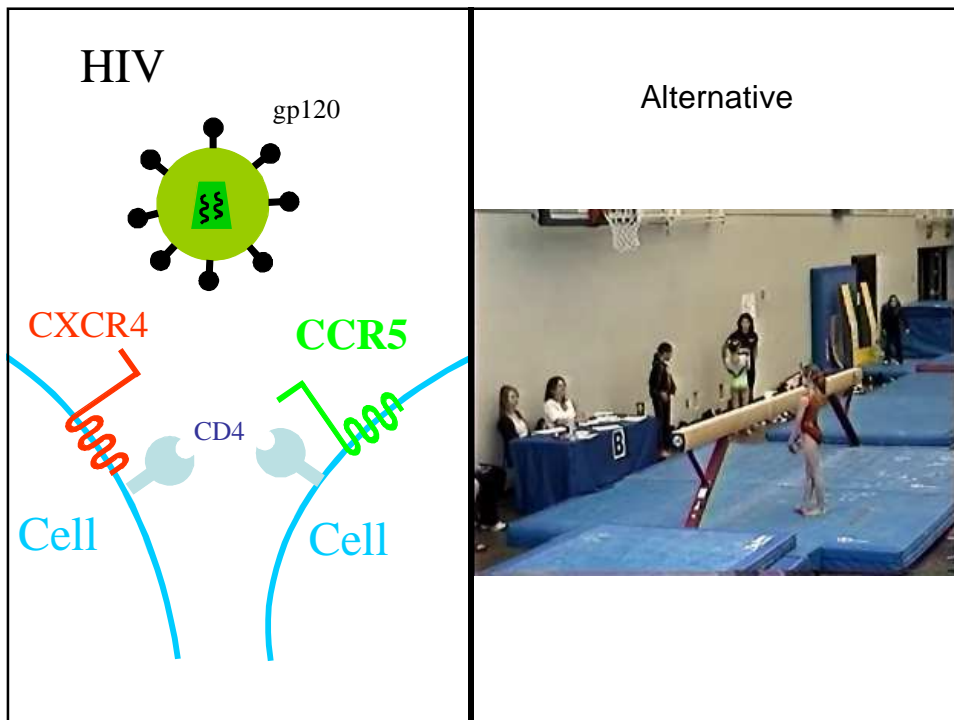 HIV
gp120
CXCR4
CCR5
CD4
Cell
Cell
Alternative
B